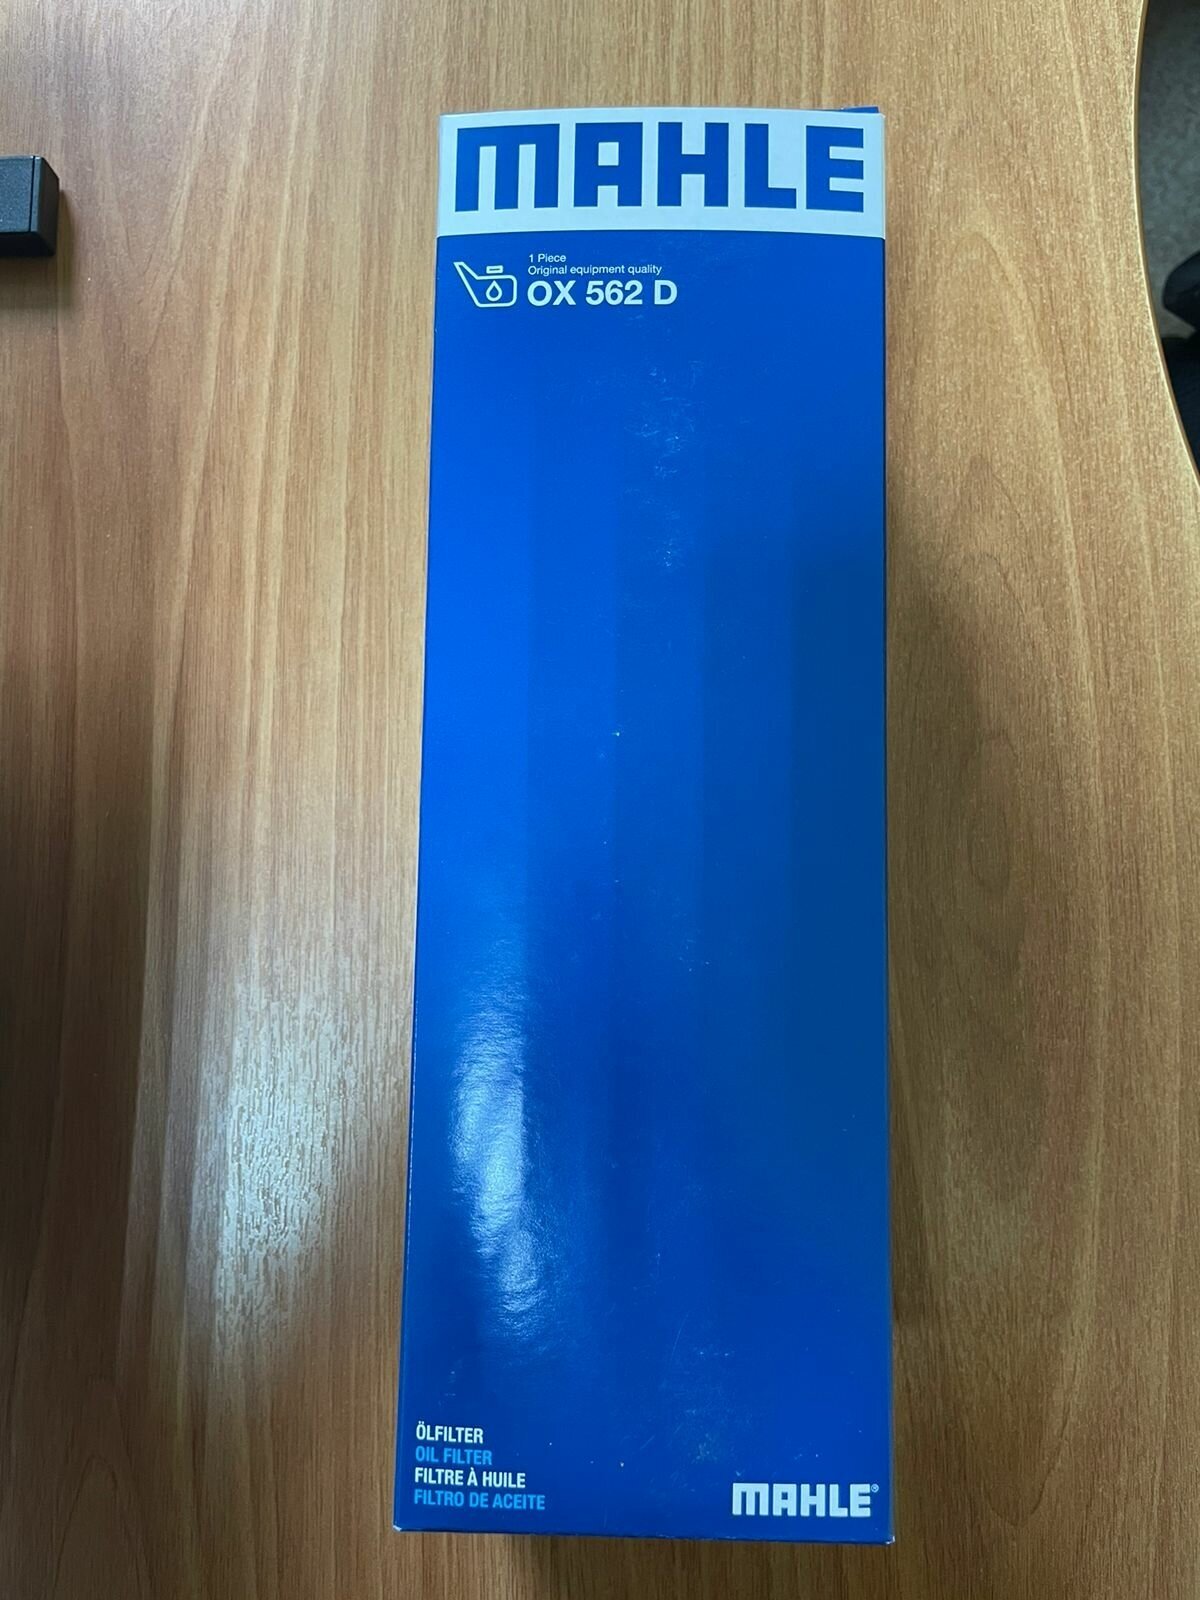 MAHLE
1 Piece
Original equipment quality
OX 562 D
ÖLFILTER
OIL FILTER
FILTRE À HUILE
FILTRO DE ACEITE
MAHLE®